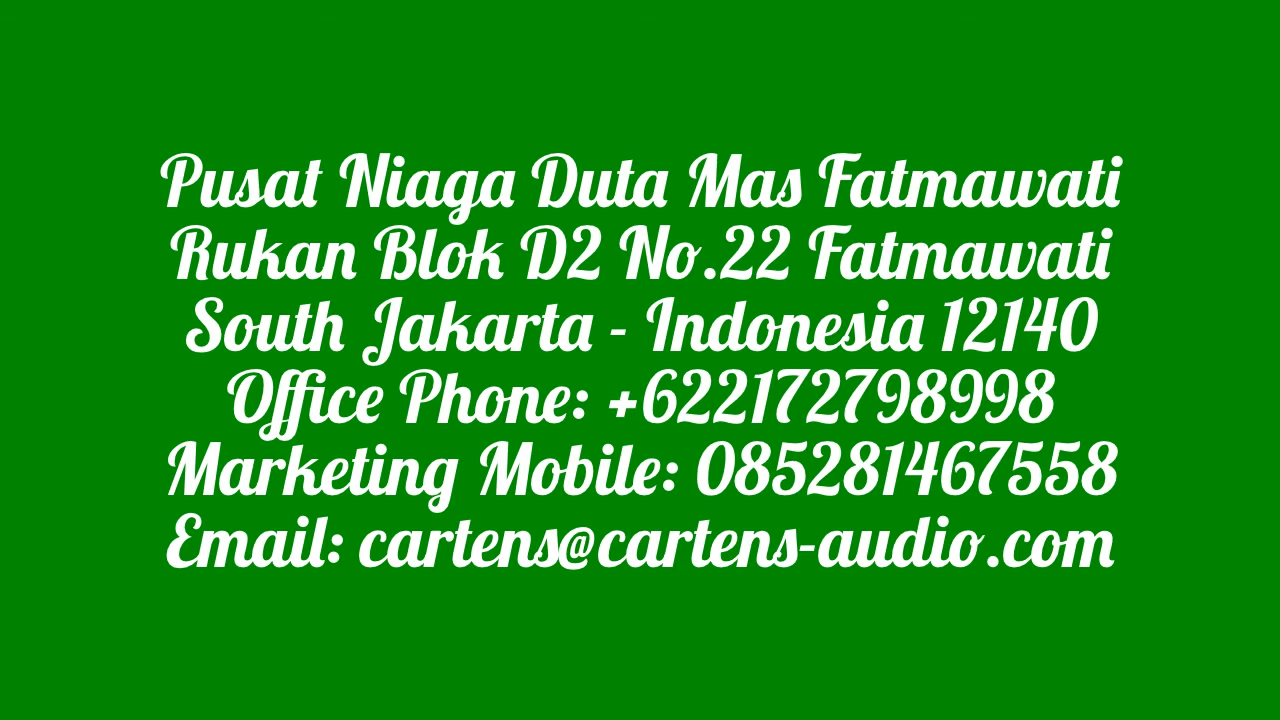 Pusat Niaga Duta Mas Fatmawati
Rukan Blok D2 No.22 Fatmawati
South Jakarta - Indonesia 12140
Office Phone: +622172798998
Marketing Mobile: 085281467558
Email: cartens@cartens-audio.com